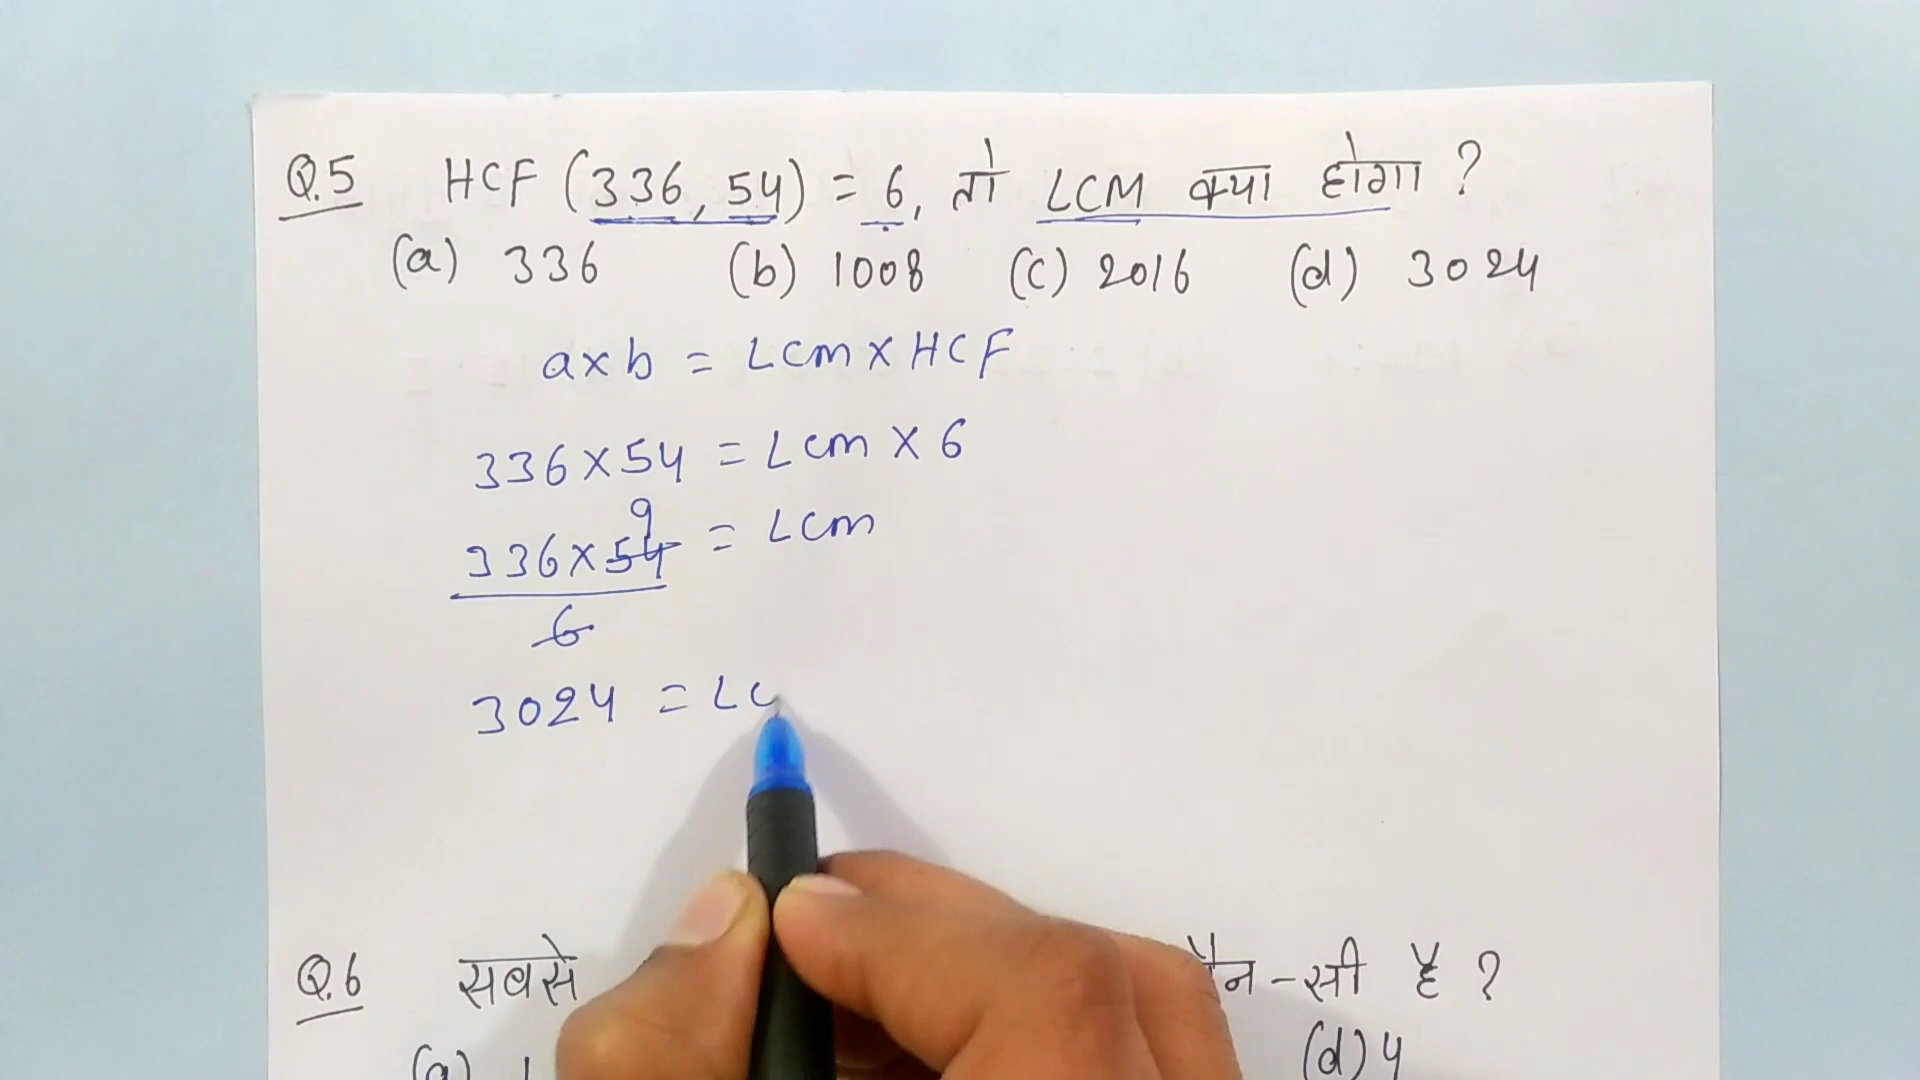 Q.5 HCF (336, 54) = 6, तो LCM क्या होगा ?
(a) 336 (b) 1008 (c) 2016 (d) 3024
a x b = Lcm x HCF
336 x 54 = Lcm x 6
9
336 x 54 = Lcm
6
3024 = LC
Q.6 सबसे - सी है ?
(a) 1 (d) 4